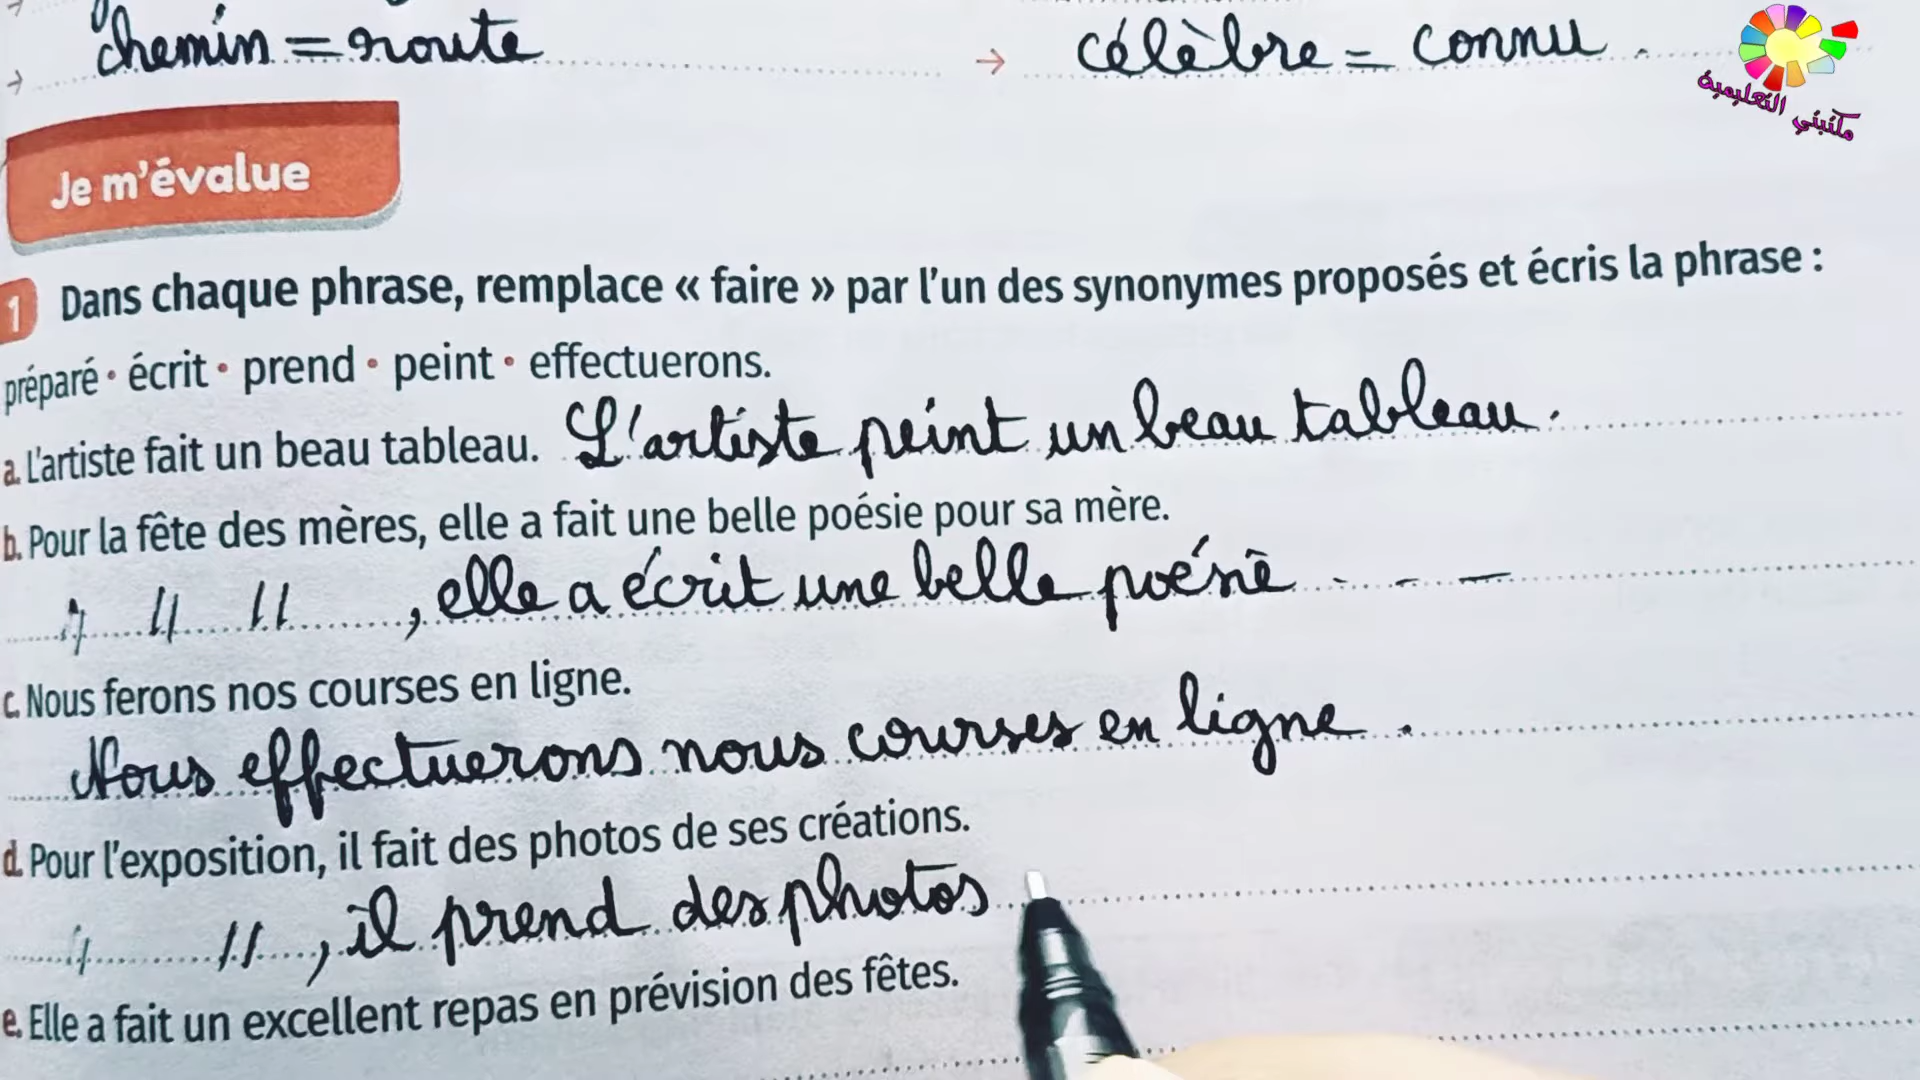 chemin = route
→ célèbre = connu.
مكتبتي التعليمية
Je m'évalue
1 Dans chaque phrase, remplace « faire » par l'un des synonymes proposés et écris la phrase :
préparé • écrit • prend • peint • effectuerons.
a. L'artiste fait un beau tableau. L'artiste peint un beau tableau.
b. Pour la fête des mères, elle a fait une belle poésie pour sa mère.
" " " , elle a écrit une belle poésie - - -
c. Nous ferons nos courses en ligne.
Nous effectuerons nous courses en ligne.
d. Pour l'exposition, il fait des photos de ses créations.
" " , il prend des photos
e. Elle a fait un excellent repas en prévision des fêtes.